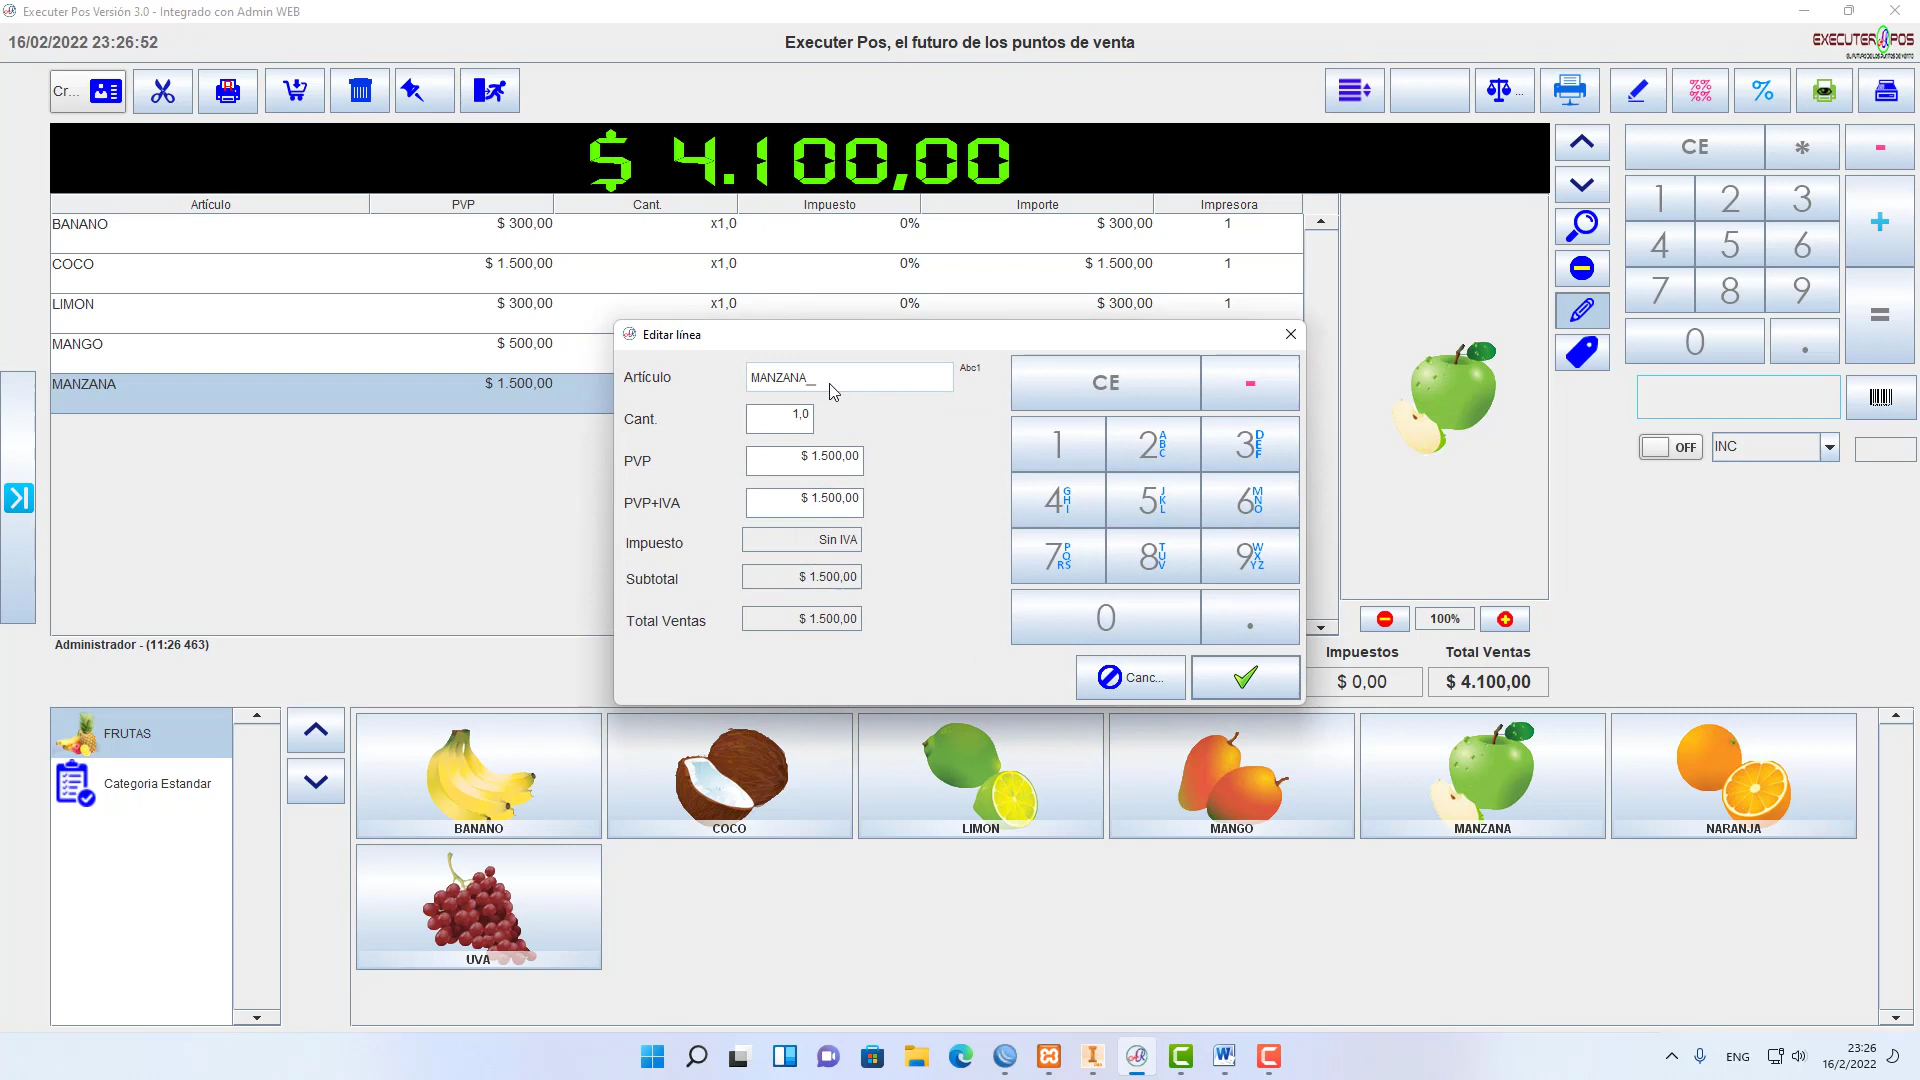 Executer Pos Versión 3.0 - Integrado con Admin WEB
16/02/2022 23:26:52
Executer Pos, el futuro de los puntos de venta
EXECUTER POS
Cr...
...
%
$ 4.100,00
CE * -
1 2 3 +
4 5 6
7 8 9 =
0 .
Artículo PVP Cant. Impuesto Importe Impresora
BANANO $ 300,00 x1,0 0% $ 300,00 1
COCO $ 1.500,00 x1,0 0% $ 1.500,00 1
LIMON $ 300,00 x1,0 0% $ 300,00 1
MANGO $ 500,00
MANZANA $ 1.500,00
OFF INC
Editar línea
Artículo MANZANA_ Abc1
Cant. 1,0
PVP $ 1.500,00
PVP+IVA $ 1.500,00
Impuesto Sin IVA
Subtotal $ 1.500,00
Total Ventas $ 1.500,00
CE -
1 2 ABC 3 DEF
4 GHI 5 JKL 6 MNO
7 PQRS 8 TUV 9 WXYZ
0 .
Canc...
100%
Administrador - (11:26 463)
Impuestos Total Ventas
$ 0,00 $ 4.100,00
FRUTAS
Categoria Estandar
BANANO COCO LIMON MANGO MANZANA NARANJA
UVA
ENG
23:26
16/2/2022